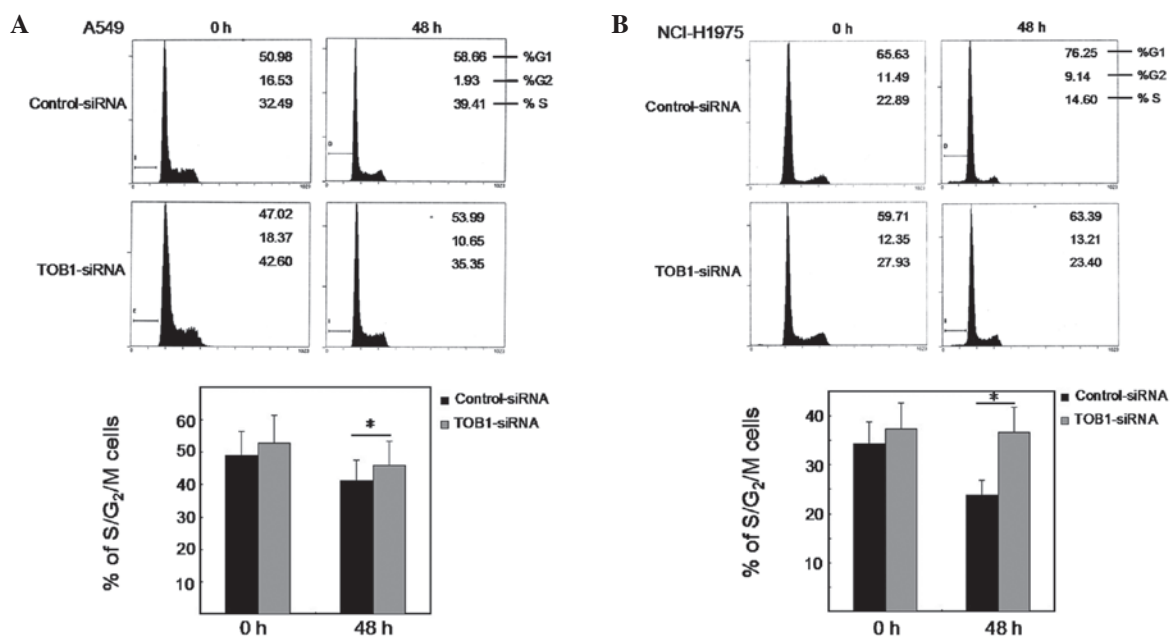 A
A549
0 h
48 h
Control-siRNA
50.98
16.53
32.49
58.66 %G1
1.93 %G2
39.41 % S
TOB1-siRNA
47.02
18.37
42.60
53.99
10.65
35.35
% of S/G2/M cells
60
50
40
30
20
10
*
0 h
48 h
Control-siRNA
TOB1-siRNA
B
NCI-H1975
0 h
48 h
Control-siRNA
65.63
11.49
22.89
76.25 %G1
9.14 %G2
14.60 % S
TOB1-siRNA
59.71
12.35
27.93
63.39
13.21
23.40
% of S/G2/M cells
40
30
20
10
*
0 h
48 h
Control-siRNA
TOB1-siRNA